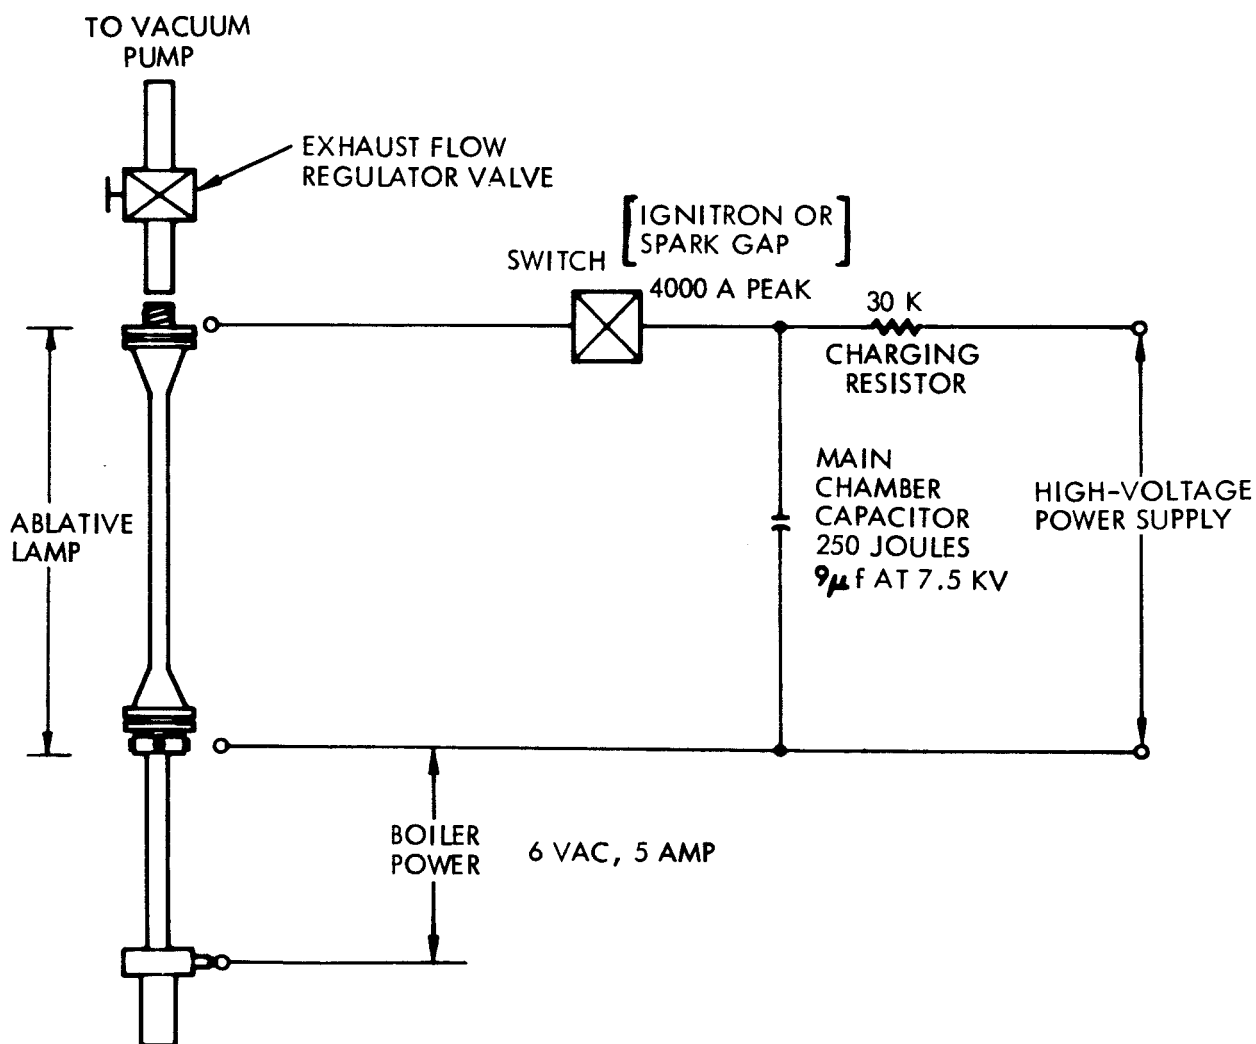 TO VACUUM
PUMP
EXHAUST FLOW
REGULATOR VALVE
SWITCH
IGNITRON OR
SPARK GAP
4000 A PEAK
30 K
CHARGING
RESISTOR
ABLATIVE
LAMP
MAIN
CHAMBER
CAPACITOR
250 JOULES
9μf AT 7.5 KV
HIGH-VOLTAGE
POWER SUPPLY
BOILER
POWER
6 VAC, 5 AMP